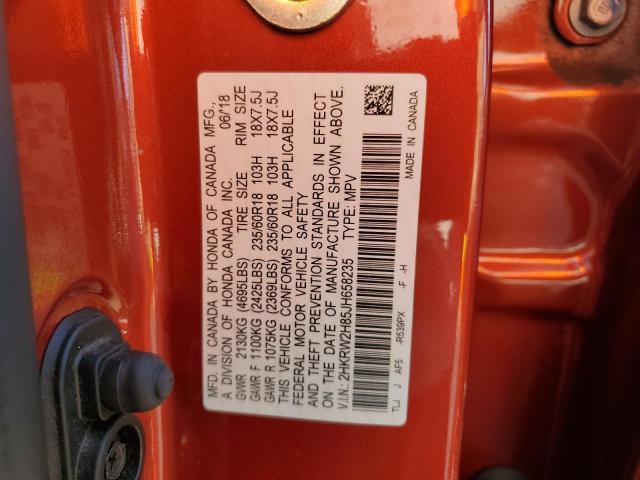 MFD. IN CANADA BY HONDA OF CANADA MFG.,
A DIVISION OF HONDA CANADA INC. 06/18
GVWR 2130KG (4695LBS) TIRE SIZE RIM SIZE
GAWR F 1100KG (2425LBS) 235/60R18 103H 18X7.5J
GAWR R 1075KG (2369LBS) 235/60R18 103H 18X7.5J
THIS VEHICLE CONFORMS TO ALL APPLICABLE
FEDERAL MOTOR VEHICLE SAFETY
AND THEFT PREVENTION STANDARDS IN EFFECT
ON THE DATE OF MANUFACTURE SHOWN ABOVE.
V.I.N.: 2HKRW2H85JH658235 TYPE: MPV
TLJ J AF5 -R539PX -F -H MADE IN CANADA